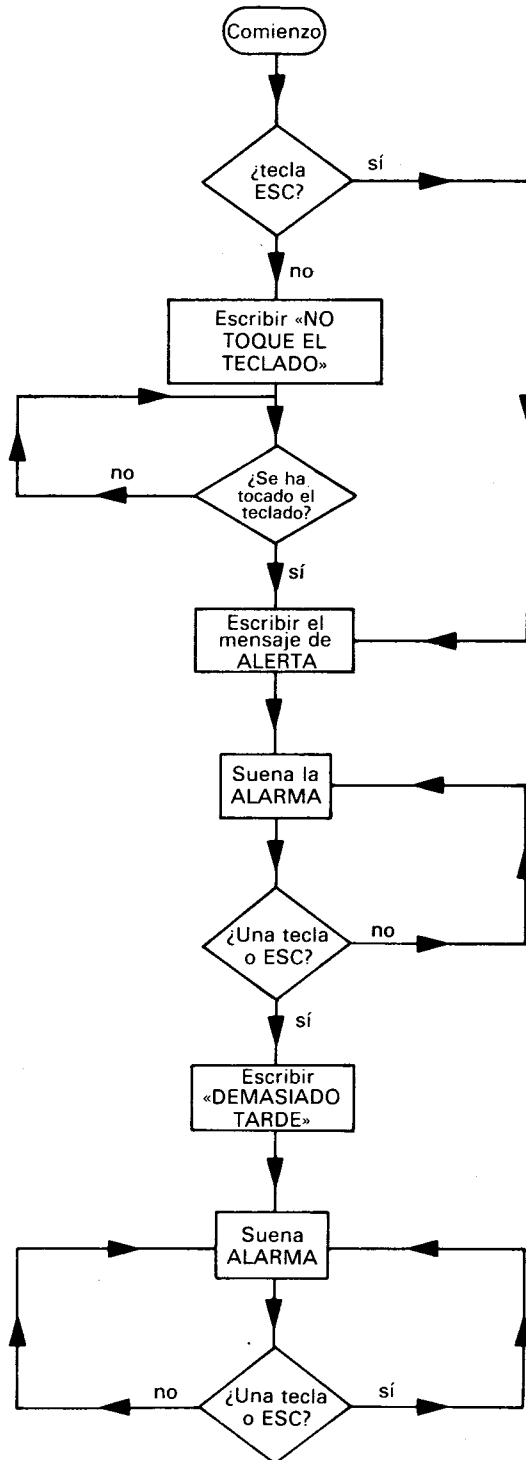 Comienzo
¿tecla
ESC?
sí
no
Escribir «NO
TOQUE EL
TECLADO»
no
¿Se ha
tocado el
teclado?
sí
Escribir el
mensaje de
ALERTA
Suena la
ALARMA
¿Una tecla
o ESC?
no
sí
Escribir
«DEMASIADO
TARDE»
Suena
ALARMA
no
¿Una tecla
o ESC?
sí